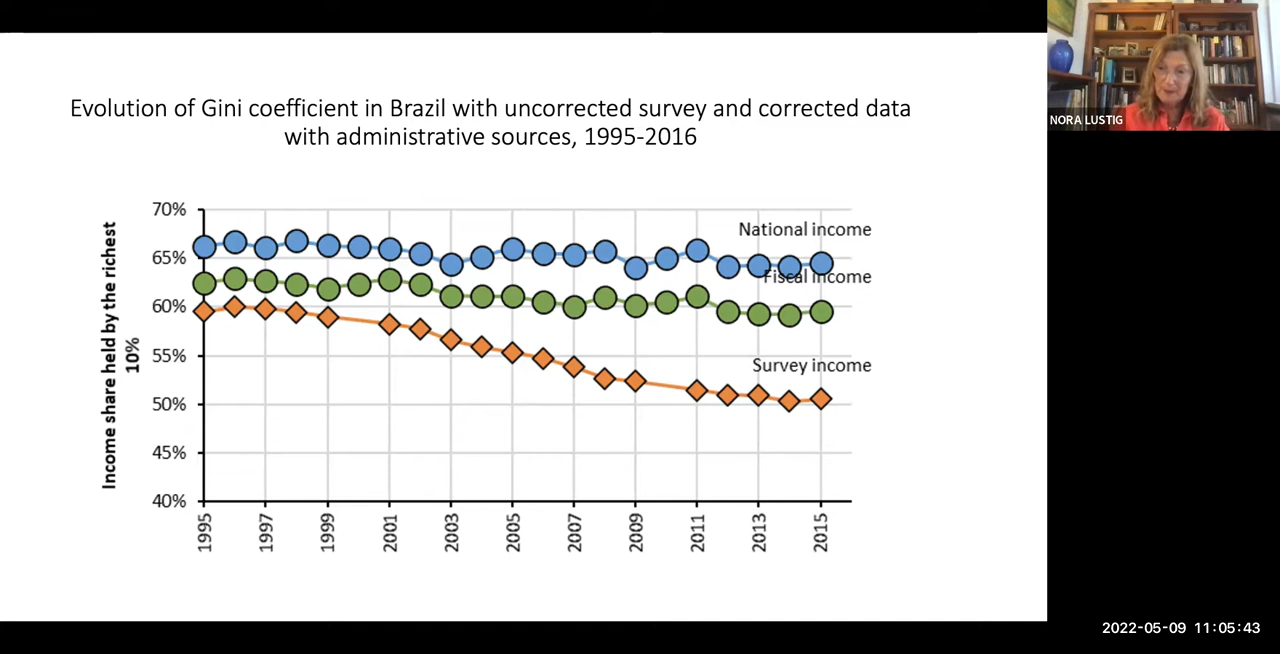 Evolution of Gini coefficient in Brazil with uncorrected survey and corrected data
with administrative sources, 1995-2016
NORA LUSTIG
Income share held by the richest
10%
70%
65%
60%
55%
50%
45%
40%
National income
Fiscal income
Survey income
1995
1997
1999
2001
2003
2005
2007
2009
2011
2013
2015
2022-05-09 11:05:43